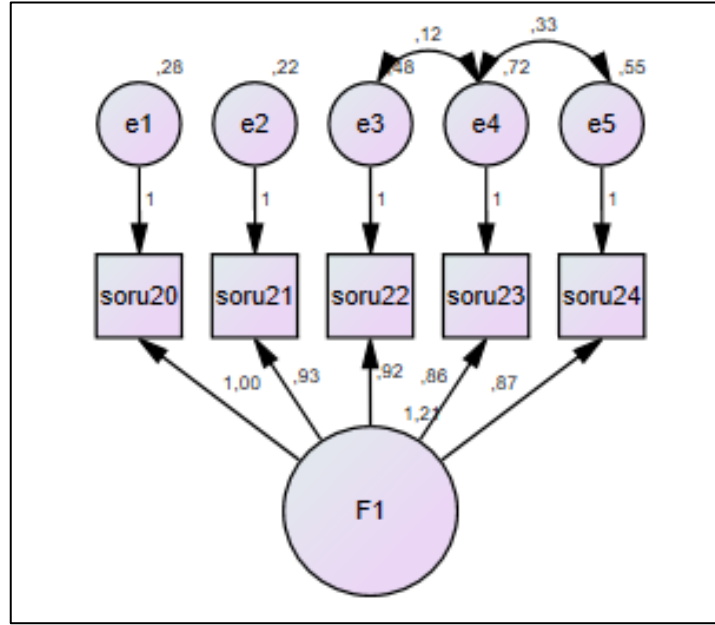 ,12
,33
,28
,22
,48
,72
,55
e1
e2
e3
e4
e5
1
1
1
1
1
soru20
soru21
soru22
soru23
soru24
1,00
,93
,92
,86
,87
1,21
F1